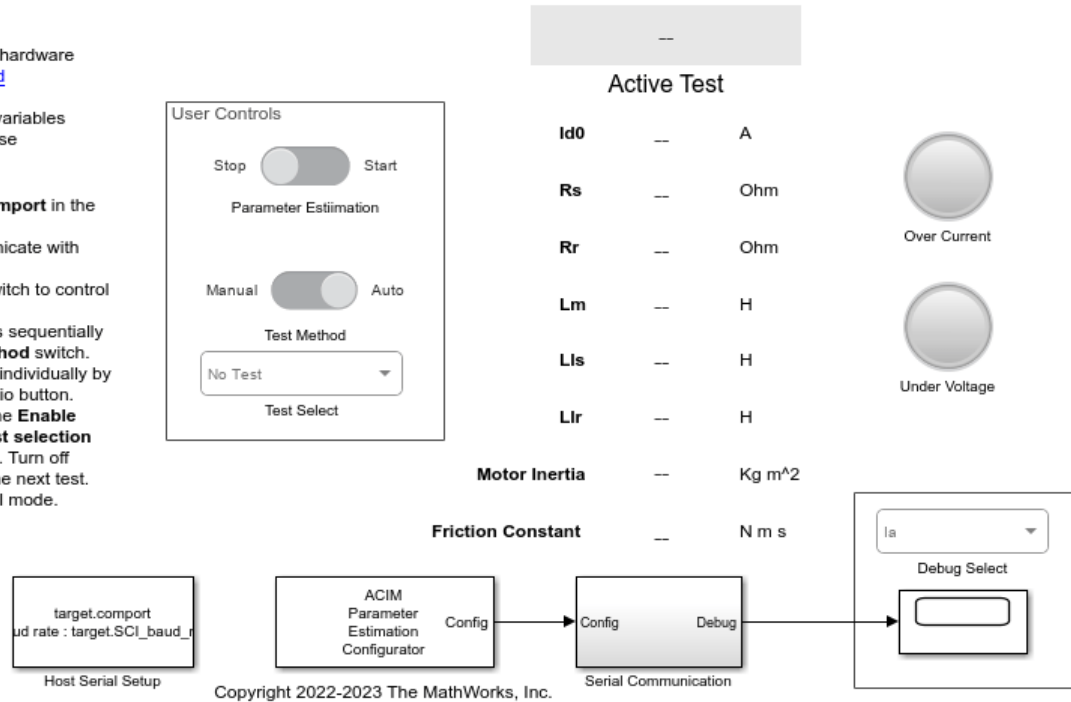 hardware
d
variables
se
mport in the
nicate with
witch to control
s sequentially
hod switch.
individually by
io button.
he Enable
st selection
. Turn off
he next test.
l mode.
User Controls
Stop Start
Parameter Estiimation
Manual Auto
Test Method
No Test
Test Select
--
Active Test
Id0 -- A
Rs -- Ohm
Rr -- Ohm
Lm -- H
Lls -- H
Llr -- H
Motor Inertia -- Kg m^2
Friction Constant -- N m s
Over Current
Under Voltage
Ia
Debug Select
target.comport
ud rate : target.SCI_baud_r
Host Serial Setup
ACIM
Parameter
Estimation
Configurator
Config
Config Debug
Serial Communication
Copyright 2022-2023 The MathWorks, Inc.